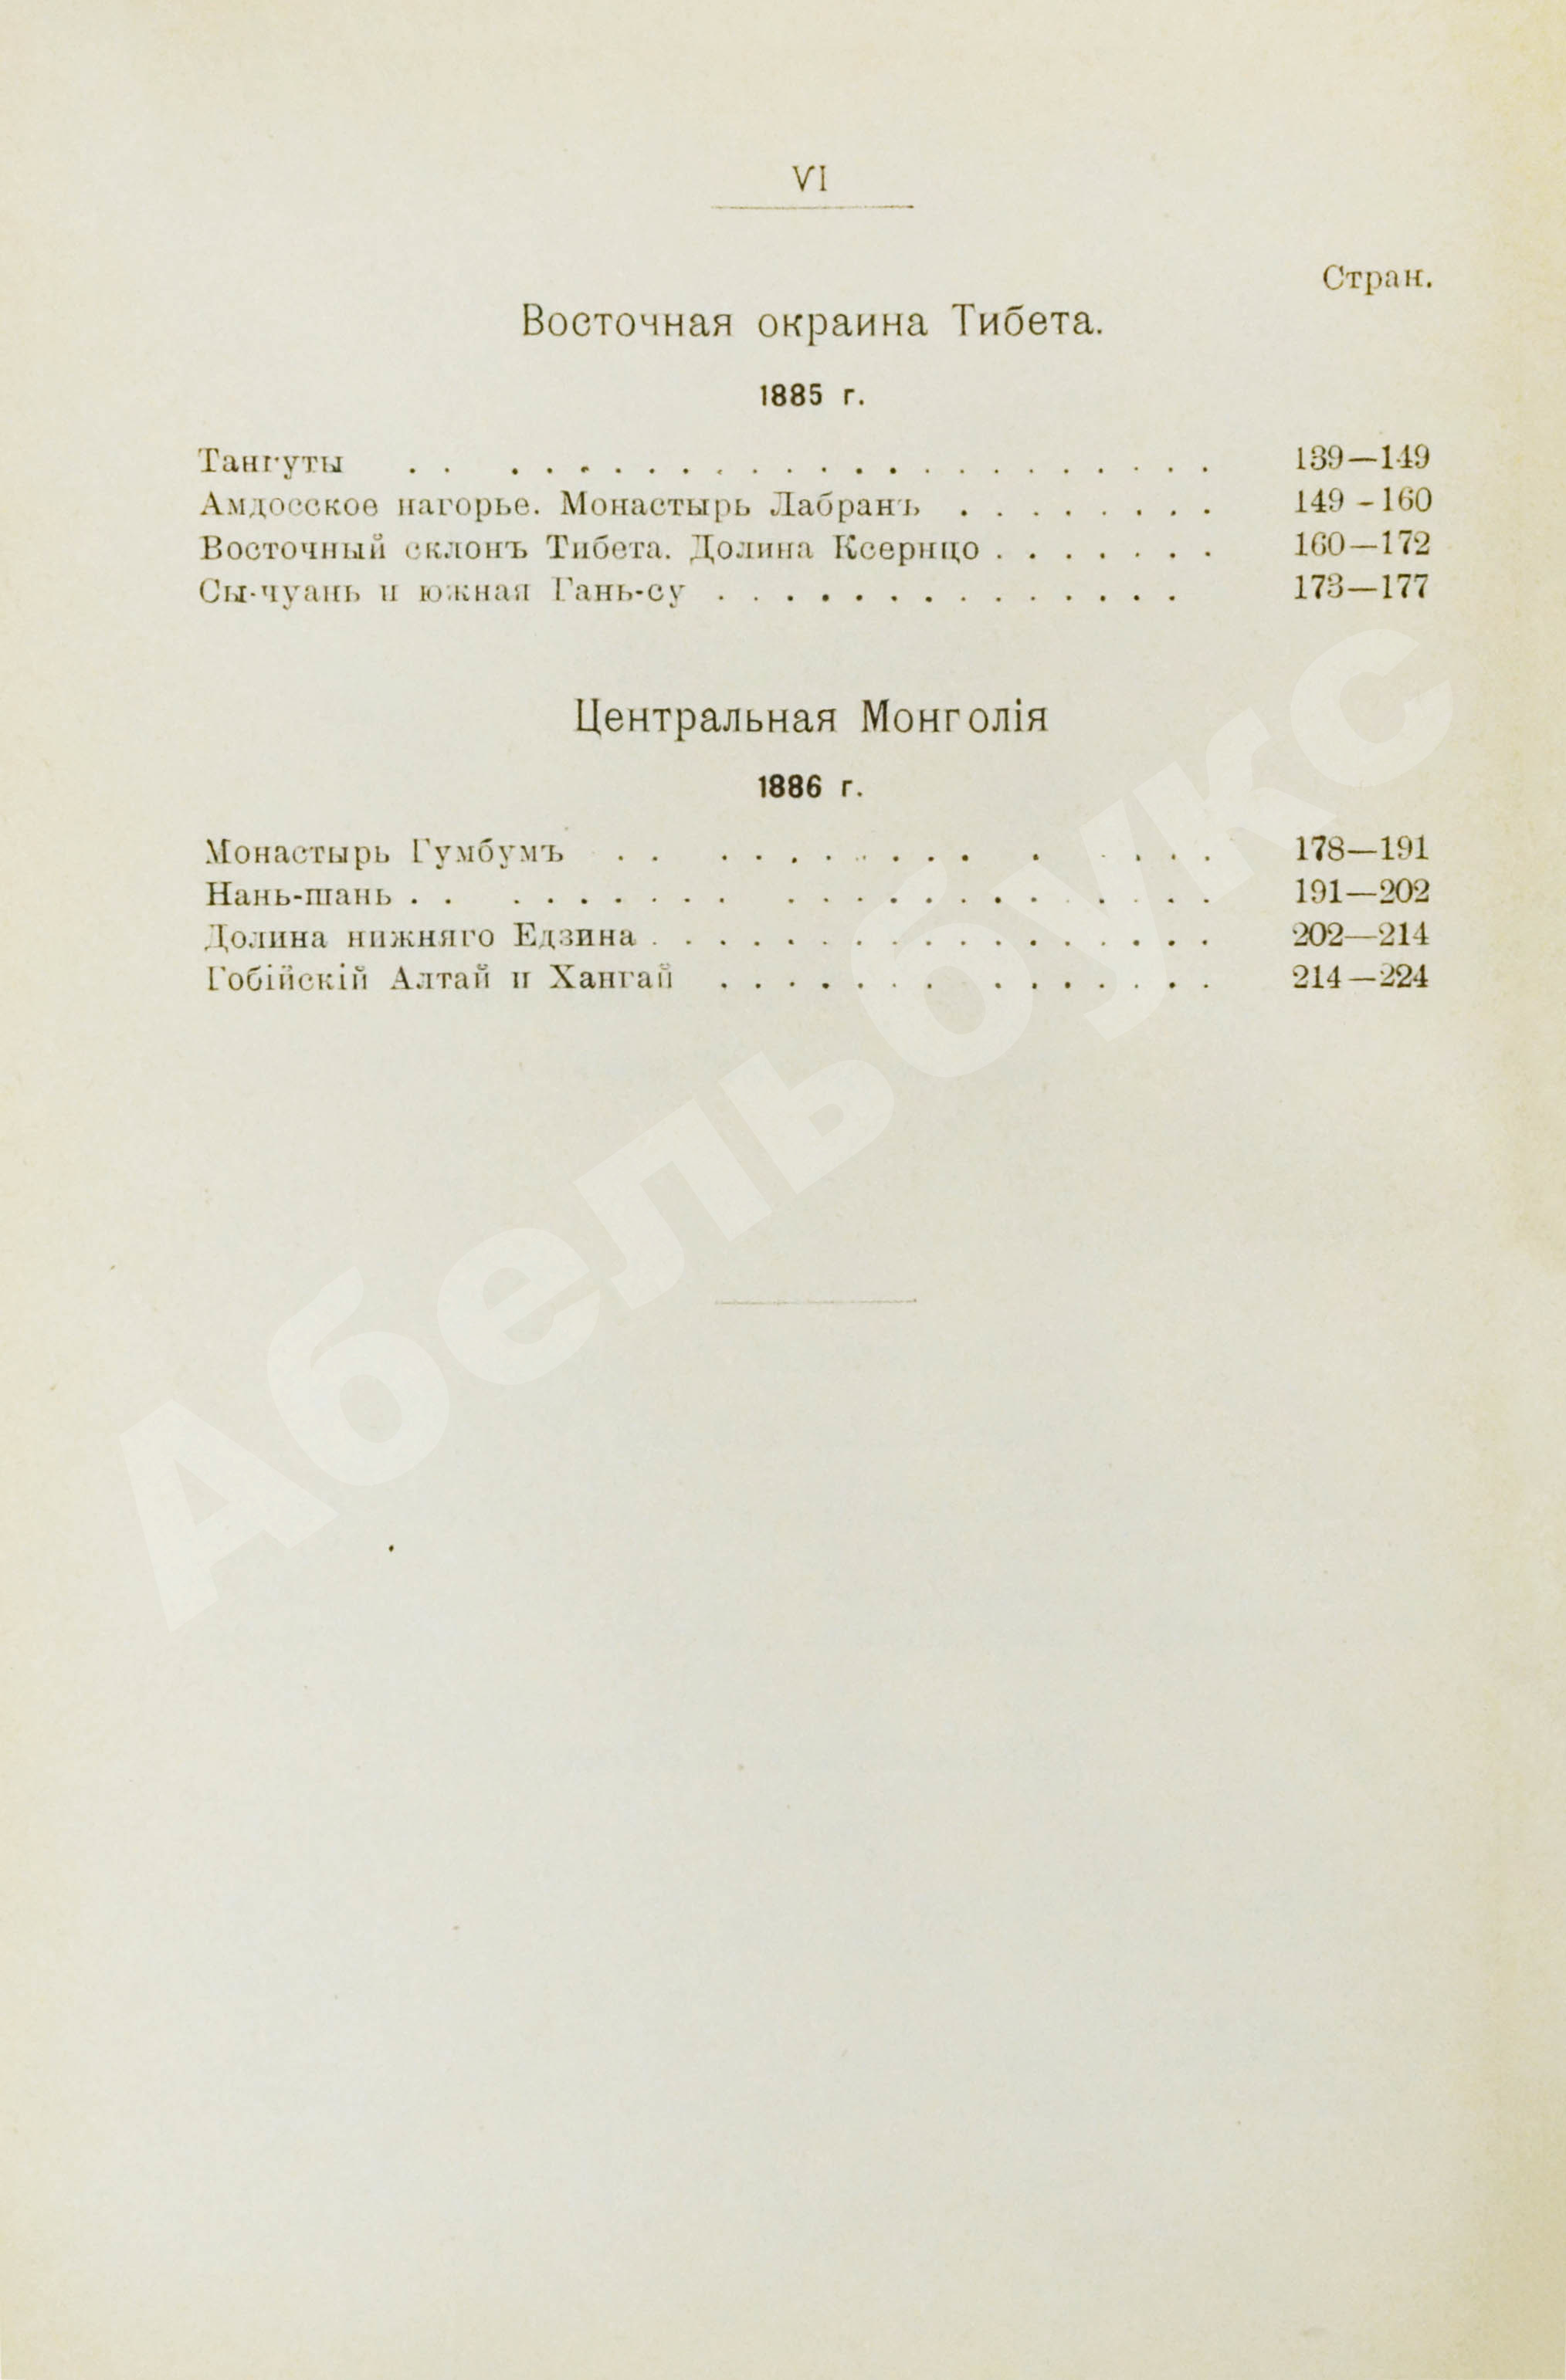 VI
Стран.
Восточная окраина Тибета.
1885 г.
Тангуты . . . . . . . . . . . . . . . . . . . . . . . 139—149
Амдосское нагорье. Монастырь Лабранъ . . . . . . . . 149-160
Восточный склонъ Тибета. Долина Ксернцо . . . . . . . 160—172
Сы-чуань и южная Гань-су . . . . . . . . . . . . . . 173—177
Центральная Монголія
1886 г.
Монастырь Гумбумъ . . . . . . . . . . . . . . 178—191
Нань-шань . . . . . . . . . . . . . . . . . . . . . . 191—202
Долина нижняго Едзина . . . . . . . . . . . . . . . . . 202—214
Гобійскій Алтай и Хангай . . . . . . . . . . . . . . 214—224
Абельбукс